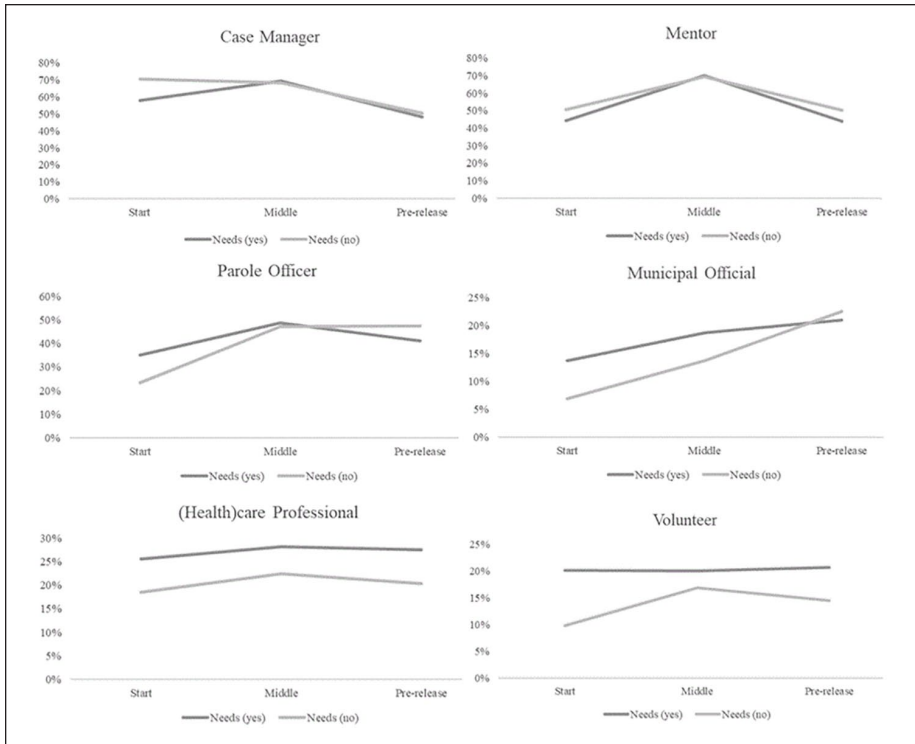 Case Manager
80%
70%
60%
50%
40%
30%
20%
10%
0%
Start Middle Pre-release
Needs (yes) Needs (no)
Mentor
80%
70%
60%
50%
40%
30%
20%
10%
0%
Start Middle Pre-release
Needs (yes) Needs (no)
Parole Officer
60%
50%
40%
30%
20%
10%
0%
Start Middle Pre-release
Needs (yes) Needs (no)
Municipal Official
25%
20%
15%
10%
5%
0%
Start Middle Pre-release
Needs (yes) Needs (no)
(Health)care Professional
30%
25%
20%
15%
10%
5%
0%
Start Middle Pre-release
Needs (yes) Needs (no)
Volunteer
25%
20%
15%
10%
5%
0%
Start Middle Pre-release
Needs (yes) Needs (no)